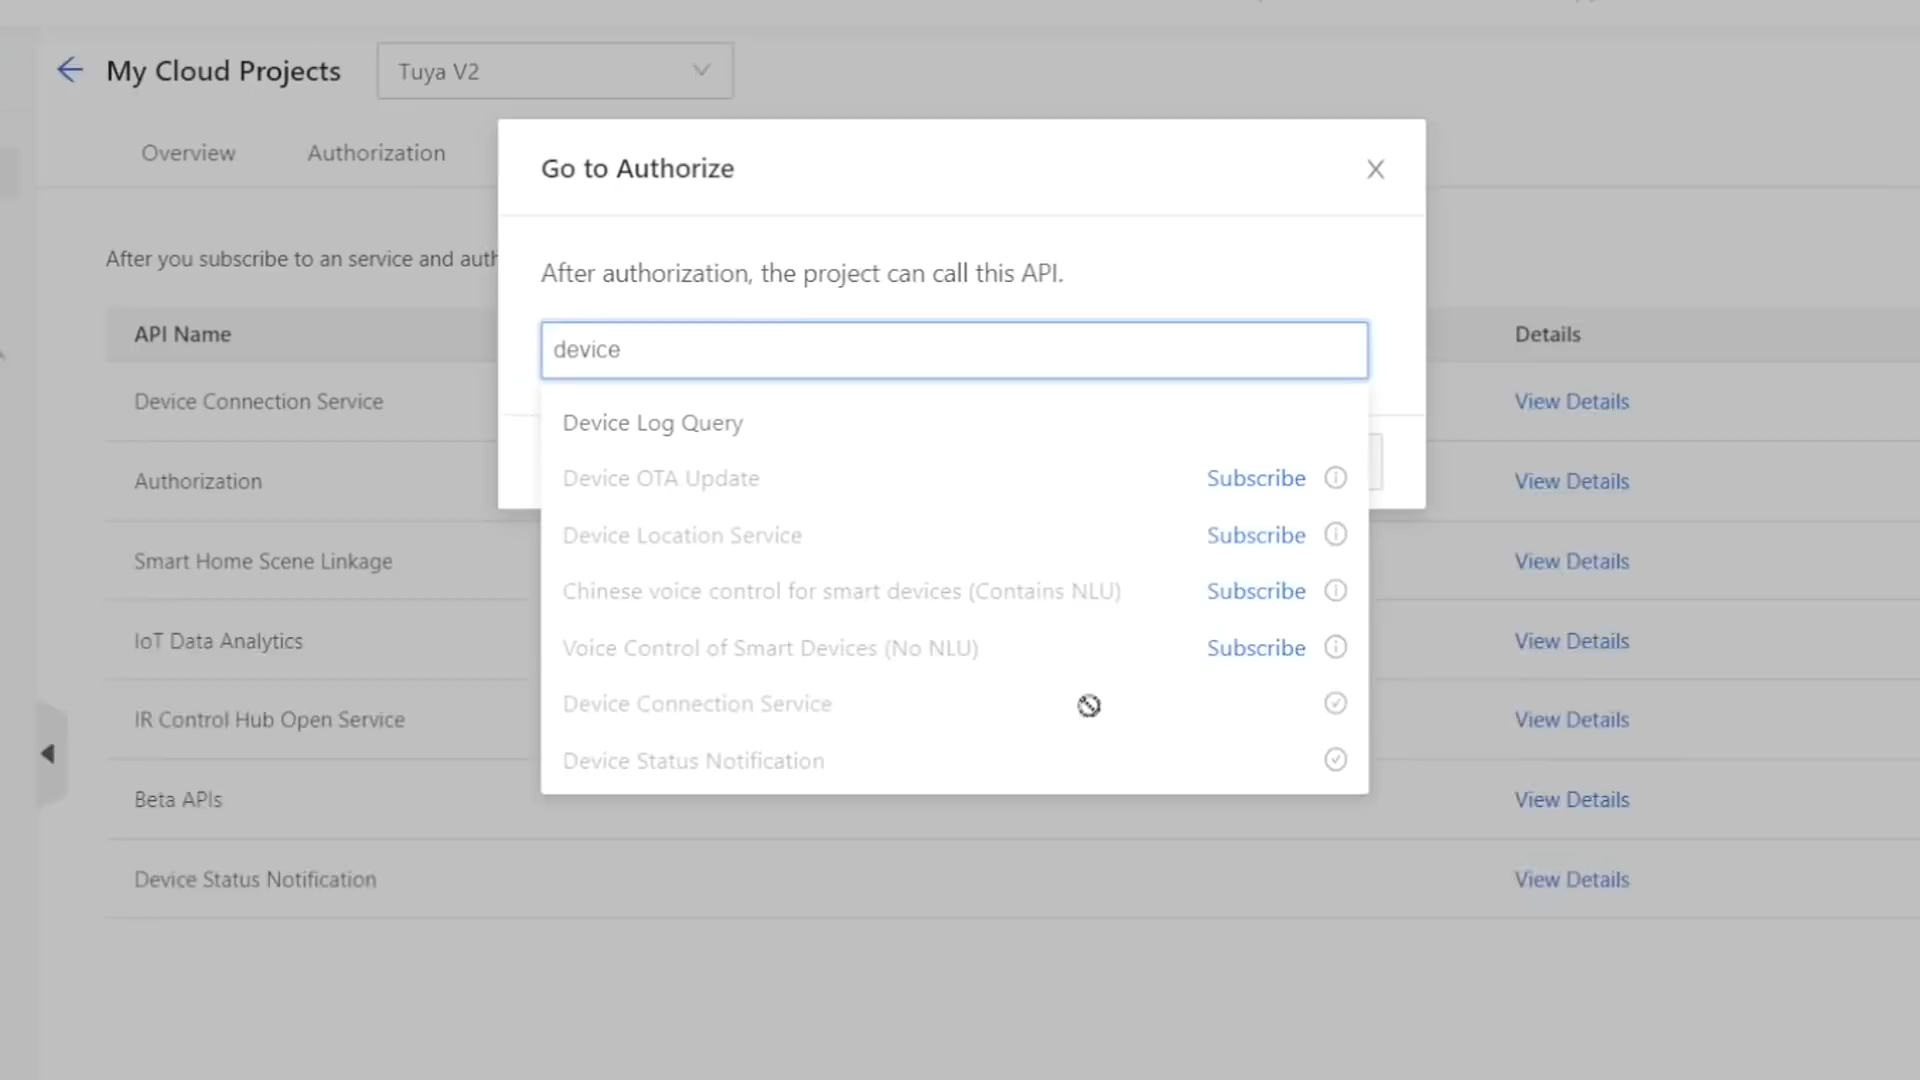 My Cloud Projects
Tuya V2
Overview
Authorization
Go to Authorize
After you subscribe to an service and auth
After authorization, the project can call this API.
device
API Name
Details
Device Connection Service
View Details
Authorization
View Details
Smart Home Scene Linkage
View Details
IoT Data Analytics
View Details
IR Control Hub Open Service
View Details
Beta APIs
View Details
Device Status Notification
View Details
Device Log Query
Device OTA Update Subscribe
Device Location Service Subscribe
Chinese voice control for smart devices (Contains NLU) Subscribe
Voice Control of Smart Devices (No NLU) Subscribe
Device Connection Service
Device Status Notification